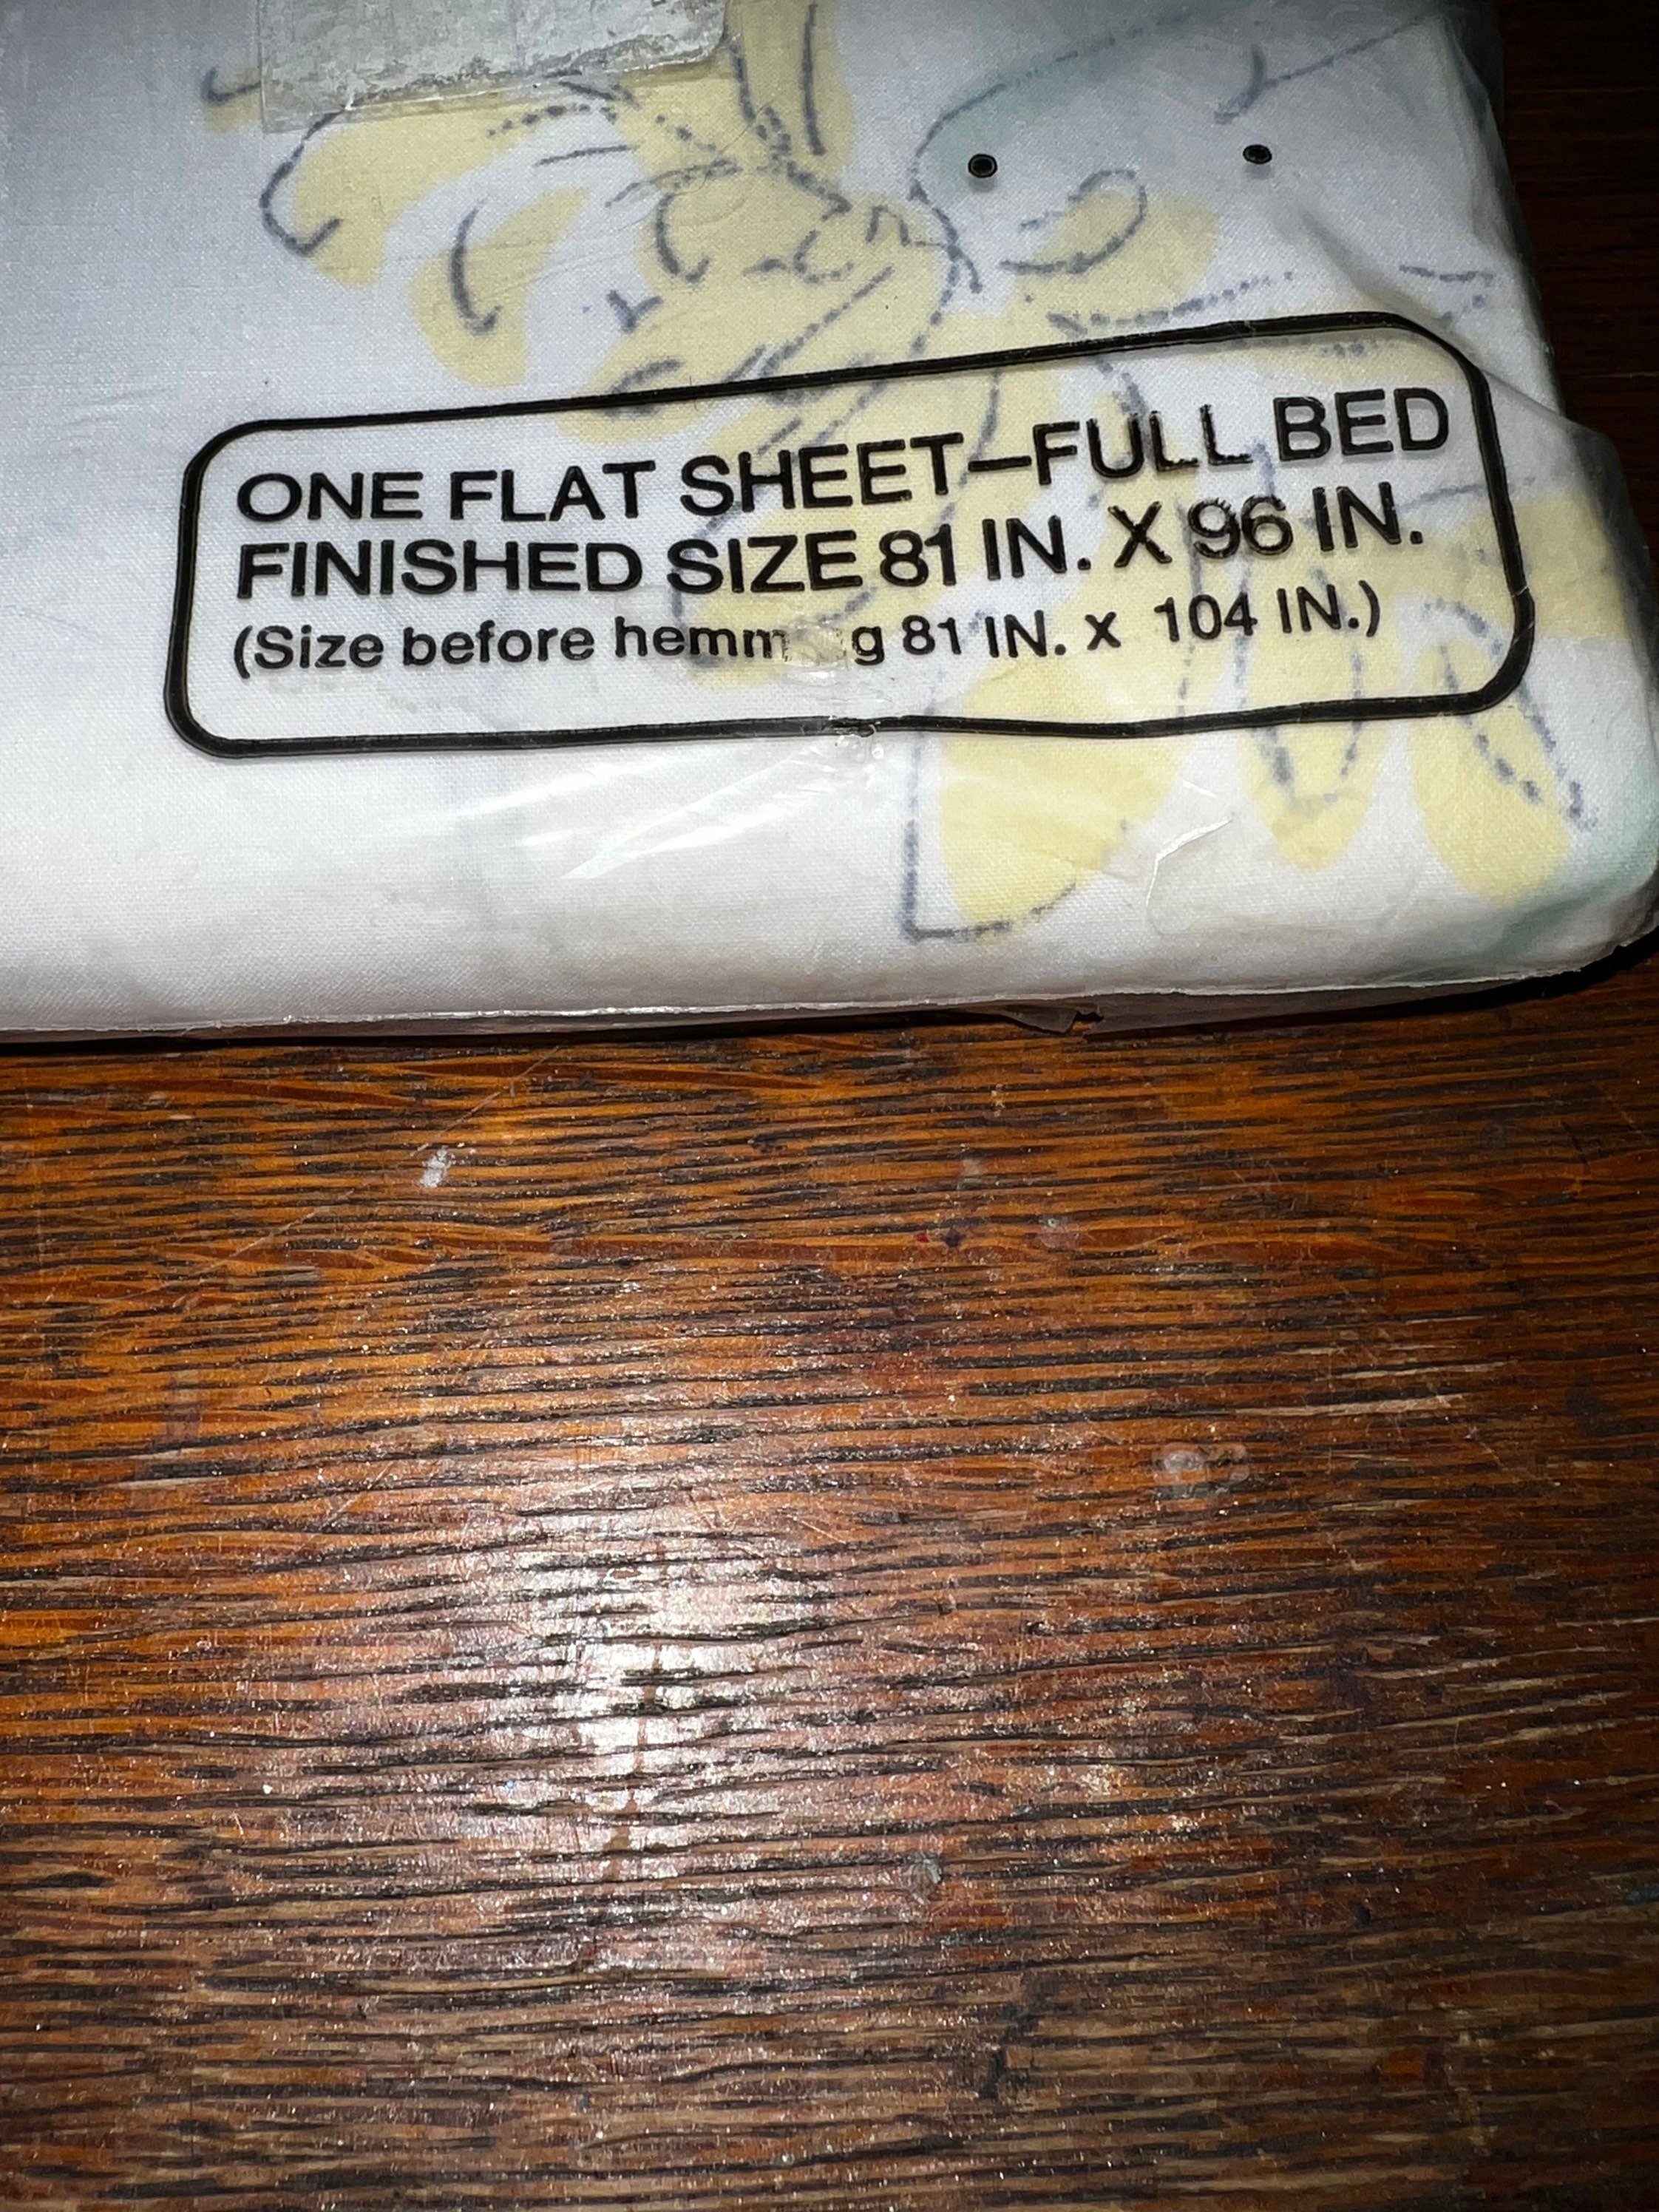 ONE FLAT SHEET—FULL BED
FINISHED SIZE 81 IN. X 96 IN.
(Size before 81 IN. x 104 IN.)